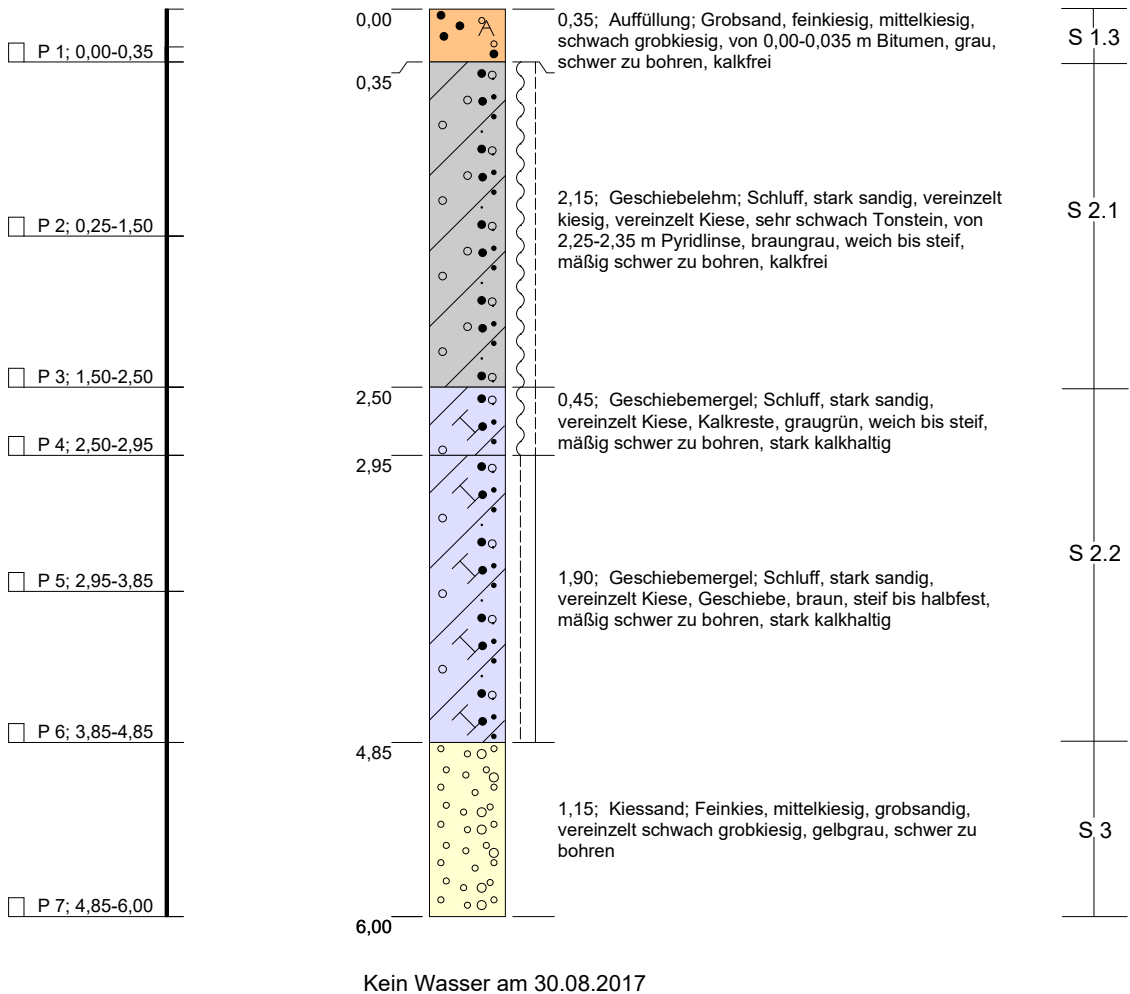 0,00
0,35; Auffüllung; Grobsand, feinkiesig, mittelkiesig,
schwach grobkiesig, von 0,00-0,035 m Bitumen, grau,
schwer zu bohren, kalkfrei
A
S 1.3
P 1; 0,00-0,35
0,35
2,15; Geschiebelehm; Schluff, stark sandig, vereinzelt
kiesig, vereinzelt Kiese, sehr schwach Tonstein, von
2,25-2,35 m Pyridlinse, braungrau, weich bis steif,
mäßig schwer zu bohren, kalkfrei
S 2.1
P 2; 0,25-1,50
P 3; 1,50-2,50
2,50
0,45; Geschiebemergel; Schluff, stark sandig,
vereinzelt Kiese, Kalkreste, graugrün, weich bis steif,
mäßig schwer zu bohren, stark kalkhaltig
P 4; 2,50-2,95
2,95
S 2.2
P 5; 2,95-3,85
1,90; Geschiebemergel; Schluff, stark sandig,
vereinzelt Kiese, Geschiebe, braun, steif bis halbfest,
mäßig schwer zu bohren, stark kalkhaltig
P 6; 3,85-4,85
4,85
1,15; Kiessand; Feinkies, mittelkiesig, grobsandig,
vereinzelt schwach grobkiesig, gelbgrau, schwer zu
bohren
S 3
P 7; 4,85-6,00
6,00
Kein Wasser am 30.08.2017